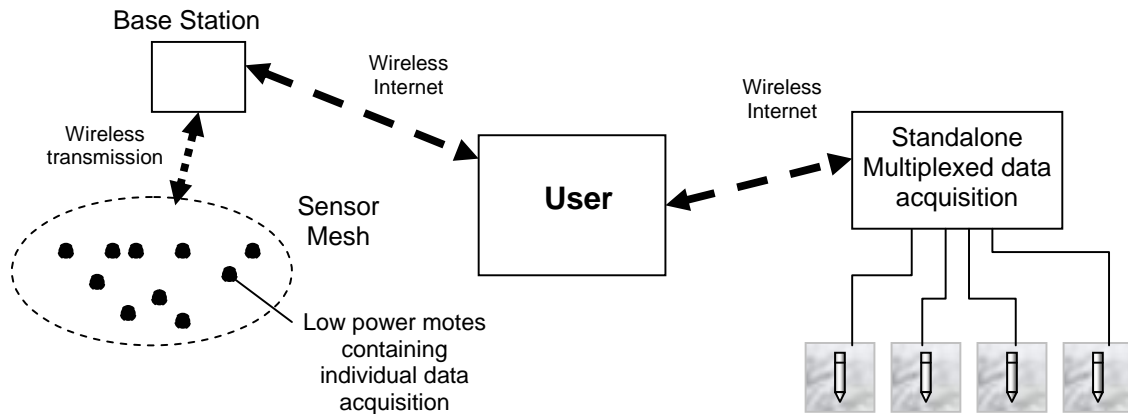 Base Station
Wireless
Internet
Wireless
transmission
Sensor
Mesh
Low power motes
containing
individual data
acquisition
User
Wireless
Internet
Standalone
Multiplexed data
acquisition